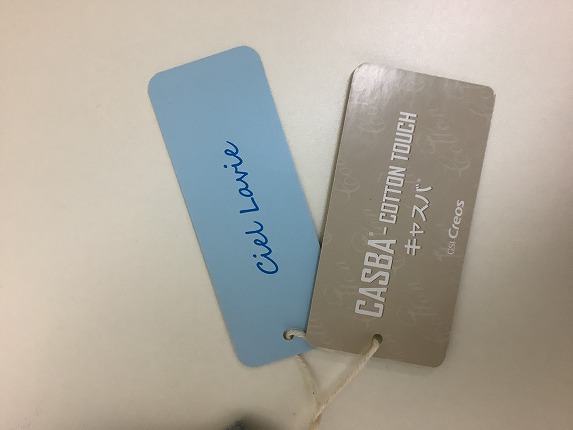 Ciel Lavie
CASBA® - COTTON TOUCH
キャスバ®
GSI Creos